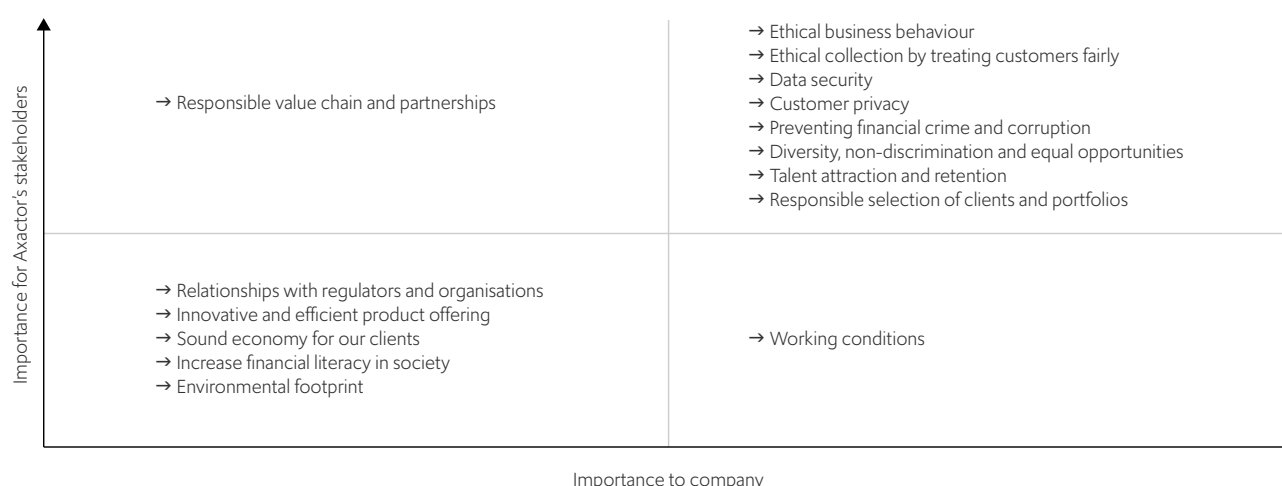 Importance for Axactor's stakeholders
→ Responsible value chain and partnerships
→ Ethical business behaviour
→ Ethical collection by treating customers fairly
→ Data security
→ Customer privacy
→ Preventing financial crime and corruption
→ Diversity, non-discrimination and equal opportunities
→ Talent attraction and retention
→ Responsible selection of clients and portfolios
→ Relationships with regulators and organisations
→ Innovative and efficient product offering
→ Sound economy for our clients
→ Increase financial literacy in society
→ Environmental footprint
→ Working conditions
Importance to company